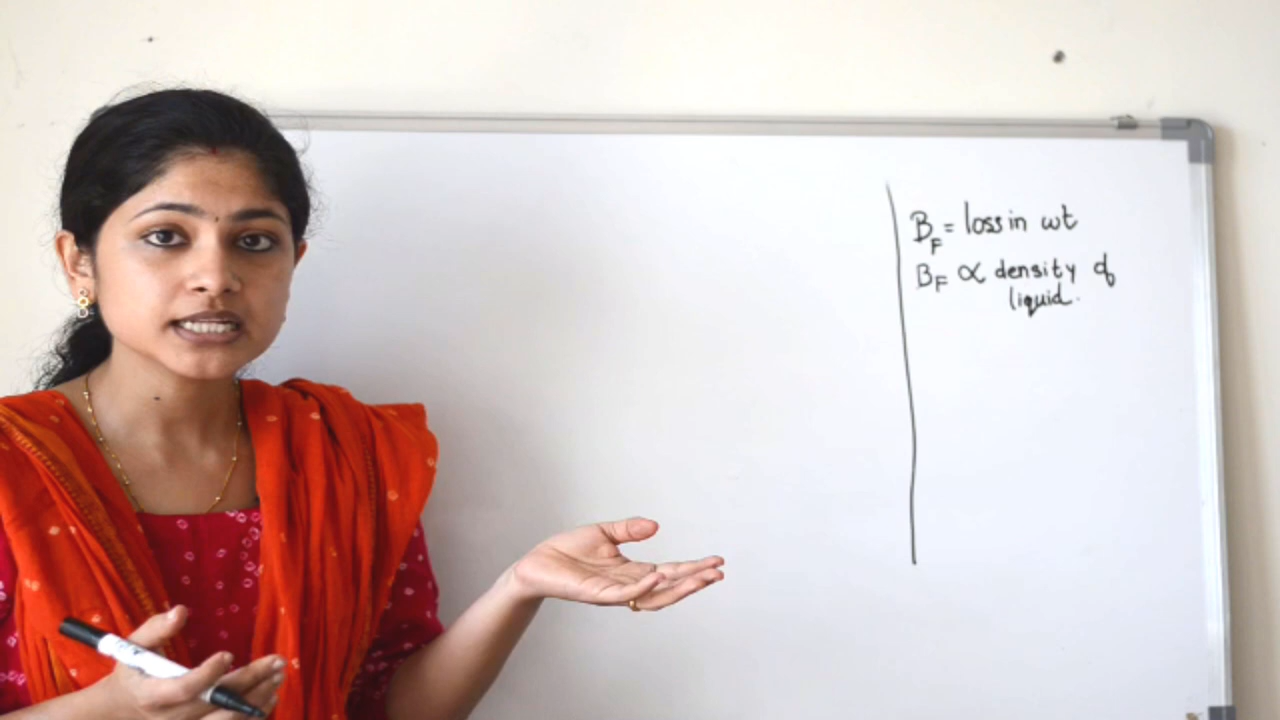 B_F = loss in wt
B_F ∝ density of
liquid.